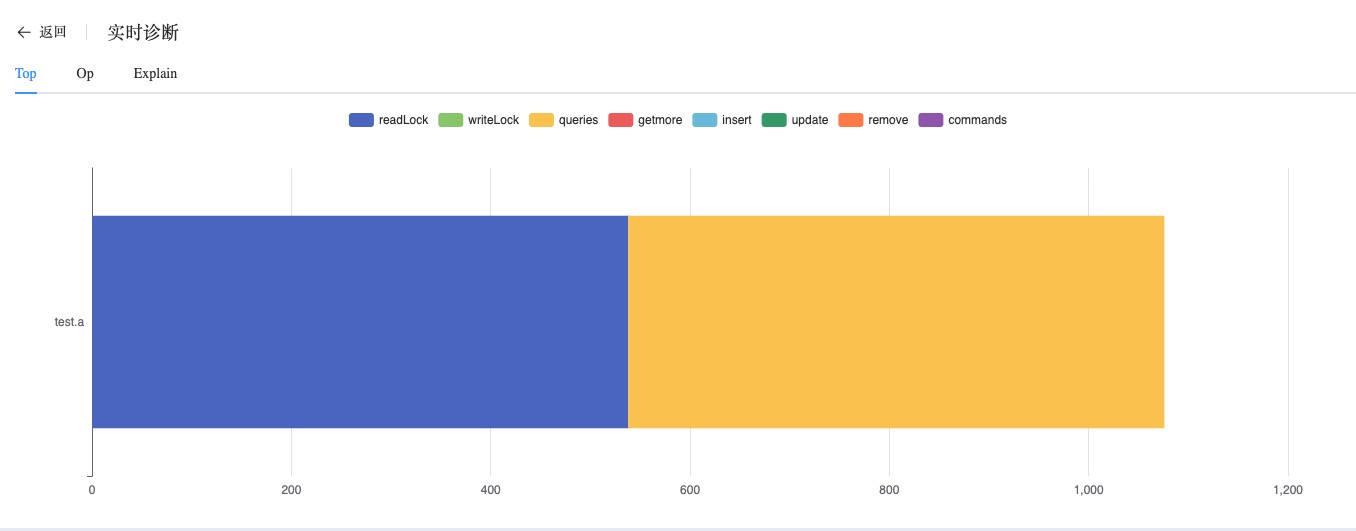 返回 实时诊断
Top Op Explain
readLock writeLock queries getmore insert update remove commands
test.a
0 200 400 600 800 1,000 1,200